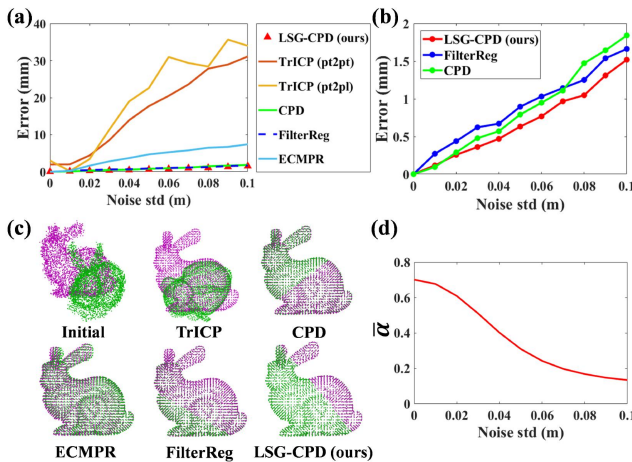 (a)
Error (mm)
40
30
20
10
0
0
0.02
0.04
0.06
0.08
0.1
Noise std (m)
LSG-CPD (ours)
TrICP (pt2pt)
TrICP (pt2pl)
CPD
FilterReg
ECMPR
(b)
Error (mm)
2
1.5
1
0.5
0
0
0.02
0.04
0.06
0.08
0.1
Noise std (m)
LSG-CPD (ours)
FilterReg
CPD
(c)
Initial
TrICP
CPD
ECMPR
FilterReg
LSG-CPD (ours)
(d)
α̅
0.8
0.6
0.4
0.2
0
0
0.02
0.04
0.06
0.08
0.1
Noise std (m)